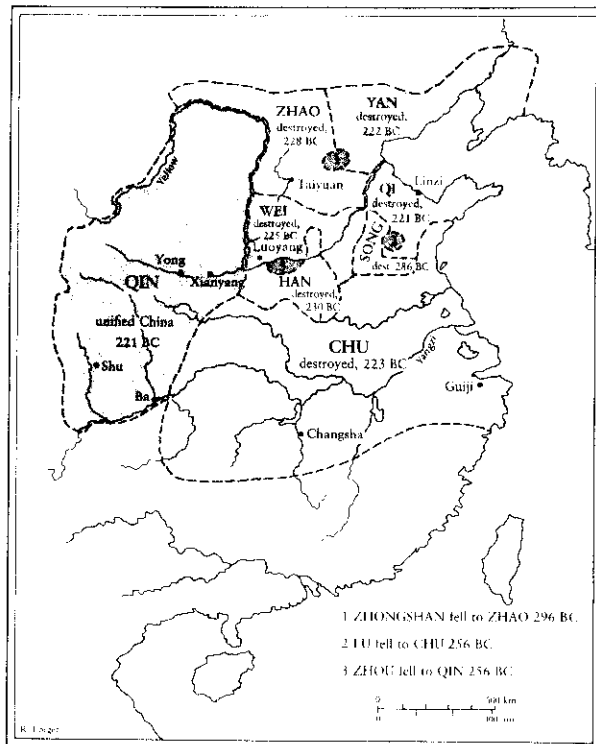 ZHAO
destroyed,
228 BC
YAN
destroyed,
222 BC
Yellow
Taiyuan
QI
destroyed,
221 BC
Linzi
WEI
destroyed,
225 BC
Luoyang
SONG
dest. 286 BC
Yong
Xianyang
QIN
HAN
destroyed,
230 BC
unified China
221 BC
CHU
destroyed, 223 BC
Yangzi
Shu
Ba
Guiji
Changsha
1 ZHONGSHAN fell to ZHAO 296 BC
2 LU fell to CHU 256 BC
3 ZHOU fell to QIN 256 BC
0 500 km
0